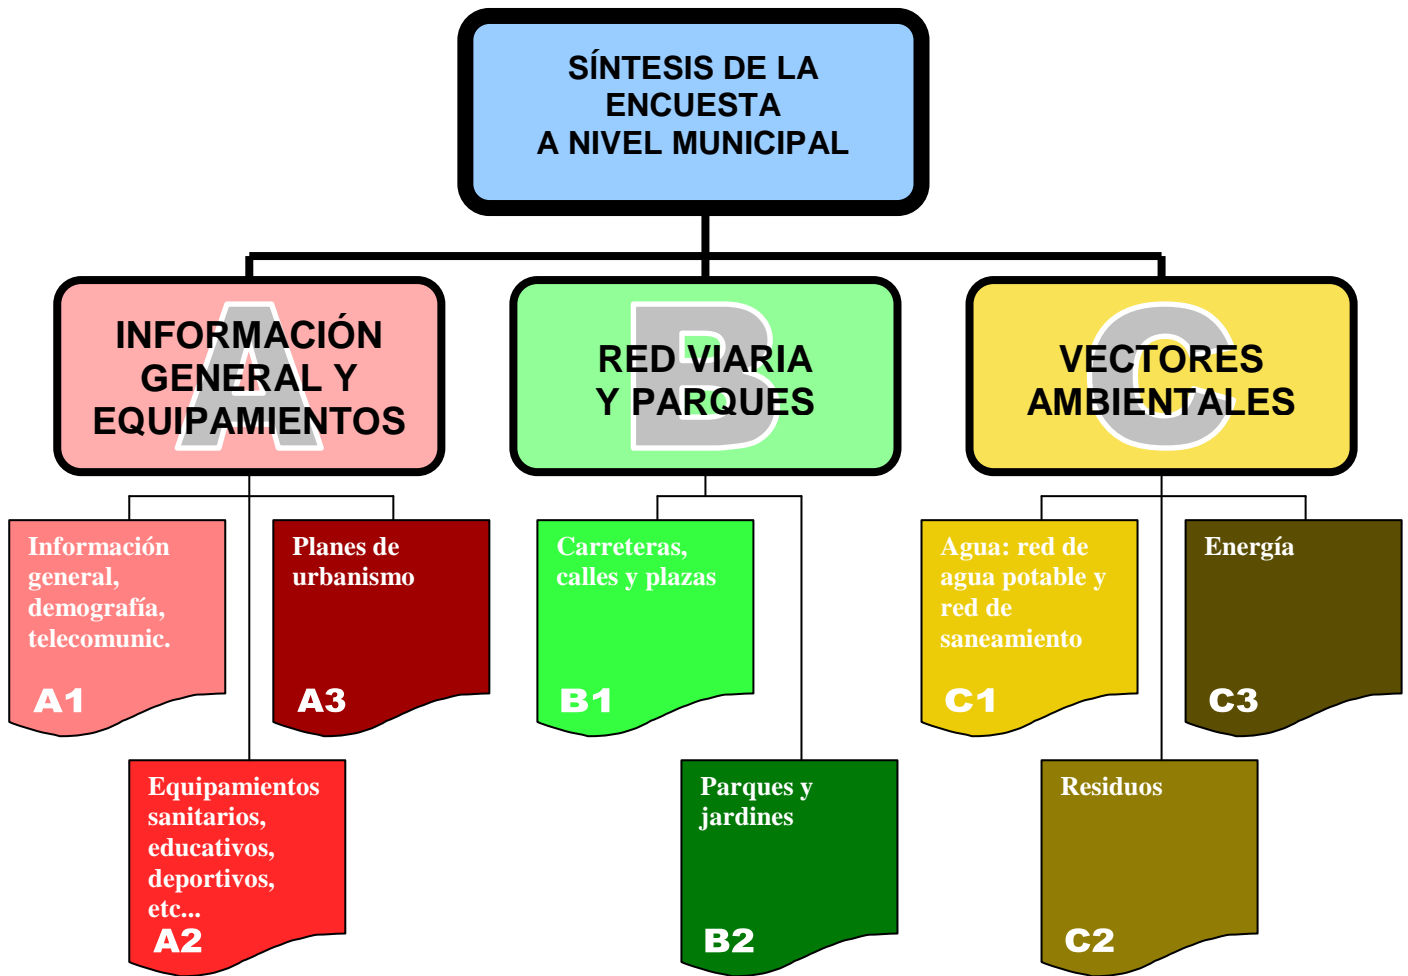 SÍNTESIS DE LA
ENCUESTA
A NIVEL MUNICIPAL
A
INFORMACIÓN
GENERAL Y
EQUIPAMIENTOS
B
RED VIARIA
Y PARQUES
C
VECTORES
AMBIENTALES
Información
general,
demografía,
telecomunic.
A1
Planes de
urbanismo
A3
Carreteras,
calles y plazas
B1
Agua: red de
agua potable y
red de
saneamiento
C1
Energía
C3
Equipamientos
sanitarios,
educativos,
deportivos,
etc...
A2
Parques y
jardines
B2
Residuos
C2